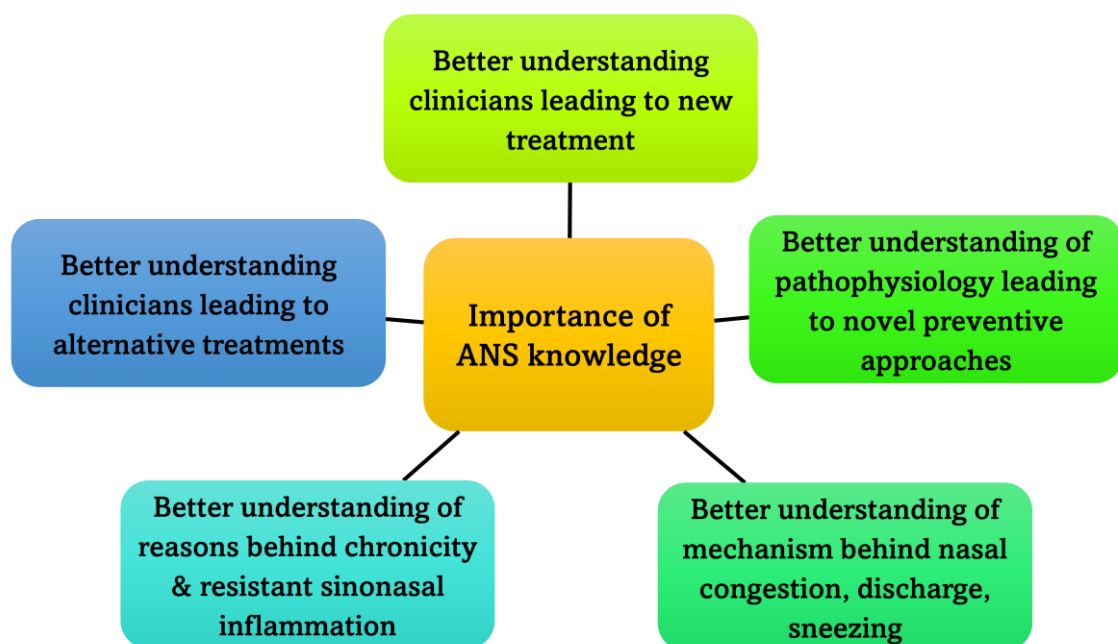 Better understanding
clinicians leading to new
treatment
Better understanding
clinicians leading to
alternative treatments
Importance of
ANS knowledge
Better understanding of
pathophysiology leading
to novel preventive
approaches
Better understanding of
reasons behind chronicity
& resistant sinonasal
inflammation
Better understanding of
mechanism behind nasal
congestion, discharge,
sneezing